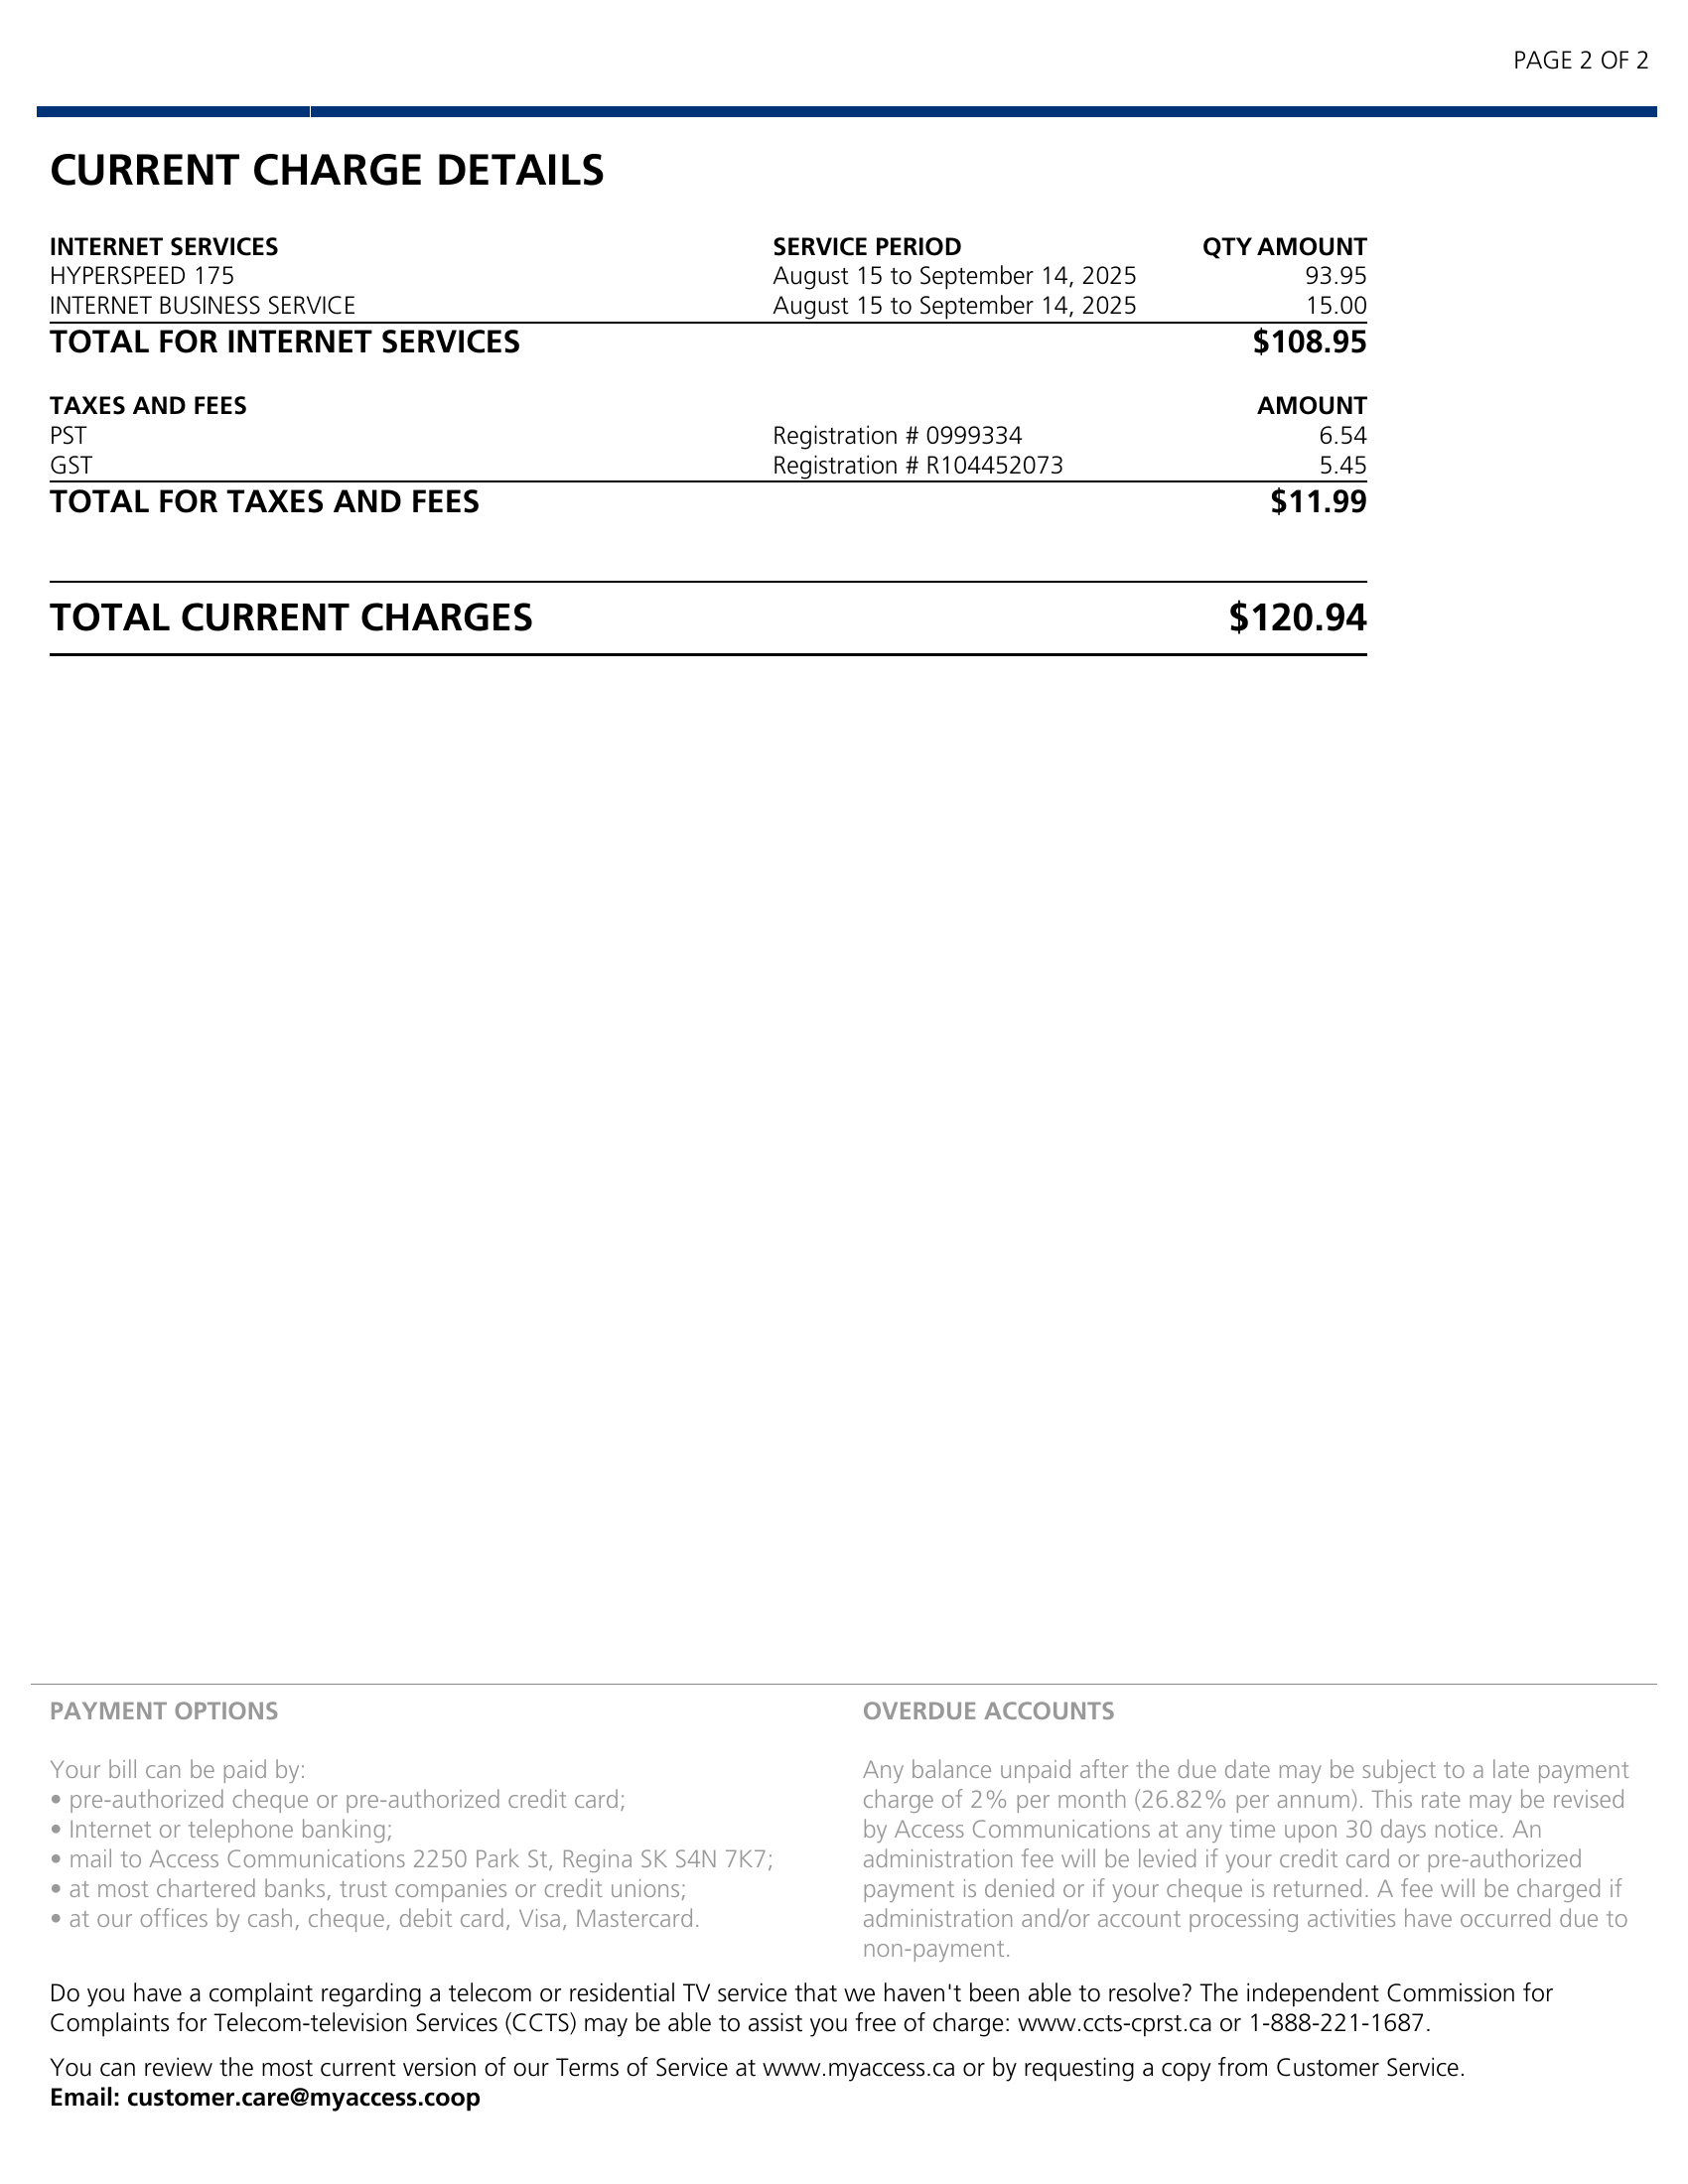 PAGE 2 OF 2
CURRENT CHARGE DETAILS
INTERNET SERVICES SERVICE PERIOD QTY AMOUNT
HYPERSPEED 175 August 15 to September 14, 2025 93.95
INTERNET BUSINESS SERVICE August 15 to September 14, 2025 15.00
TOTAL FOR INTERNET SERVICES $108.95
TAXES AND FEES AMOUNT
PST Registration # 0999334 6.54
GST Registration # R104452073 5.45
TOTAL FOR TAXES AND FEES $11.99
TOTAL CURRENT CHARGES $120.94
PAYMENT OPTIONS
Your bill can be paid by:
• pre-authorized cheque or pre-authorized credit card;
• Internet or telephone banking;
• mail to Access Communications 2250 Park St, Regina SK S4N 7K7;
• at most chartered banks, trust companies or credit unions;
• at our offices by cash, cheque, debit card, Visa, Mastercard.
OVERDUE ACCOUNTS
Any balance unpaid after the due date may be subject to a late payment
charge of 2% per month (26.82% per annum). This rate may be revised
by Access Communications at any time upon 30 days notice. An
administration fee will be levied if your credit card or pre-authorized
payment is denied or if your cheque is returned. A fee will be charged if
administration and/or account processing activities have occurred due to
non-payment.
Do you have a complaint regarding a telecom or residential TV service that we haven't been able to resolve? The independent Commission for
Complaints for Telecom-television Services (CCTS) may be able to assist you free of charge: www.ccts-cprst.ca or 1-888-221-1687.
You can review the most current version of our Terms of Service at www.myaccess.ca or by requesting a copy from Customer Service.
Email: customer.care@myaccess.coop